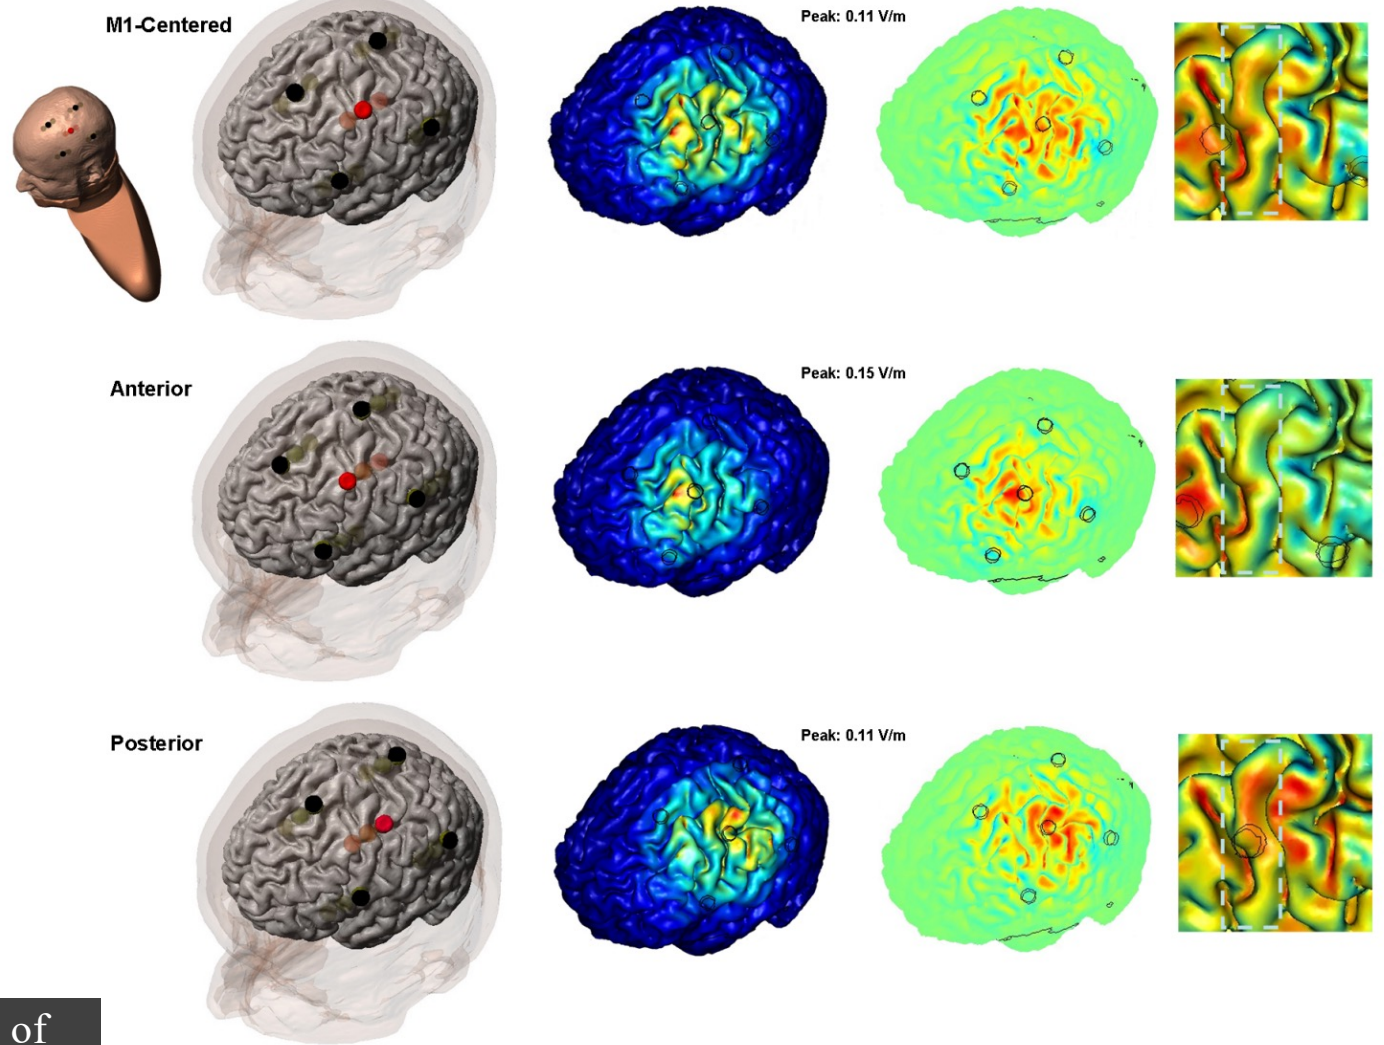 M1-Centered
Peak: 0.11 V/m
Anterior
Peak: 0.15 V/m
Posterior
Peak: 0.11 V/m
of